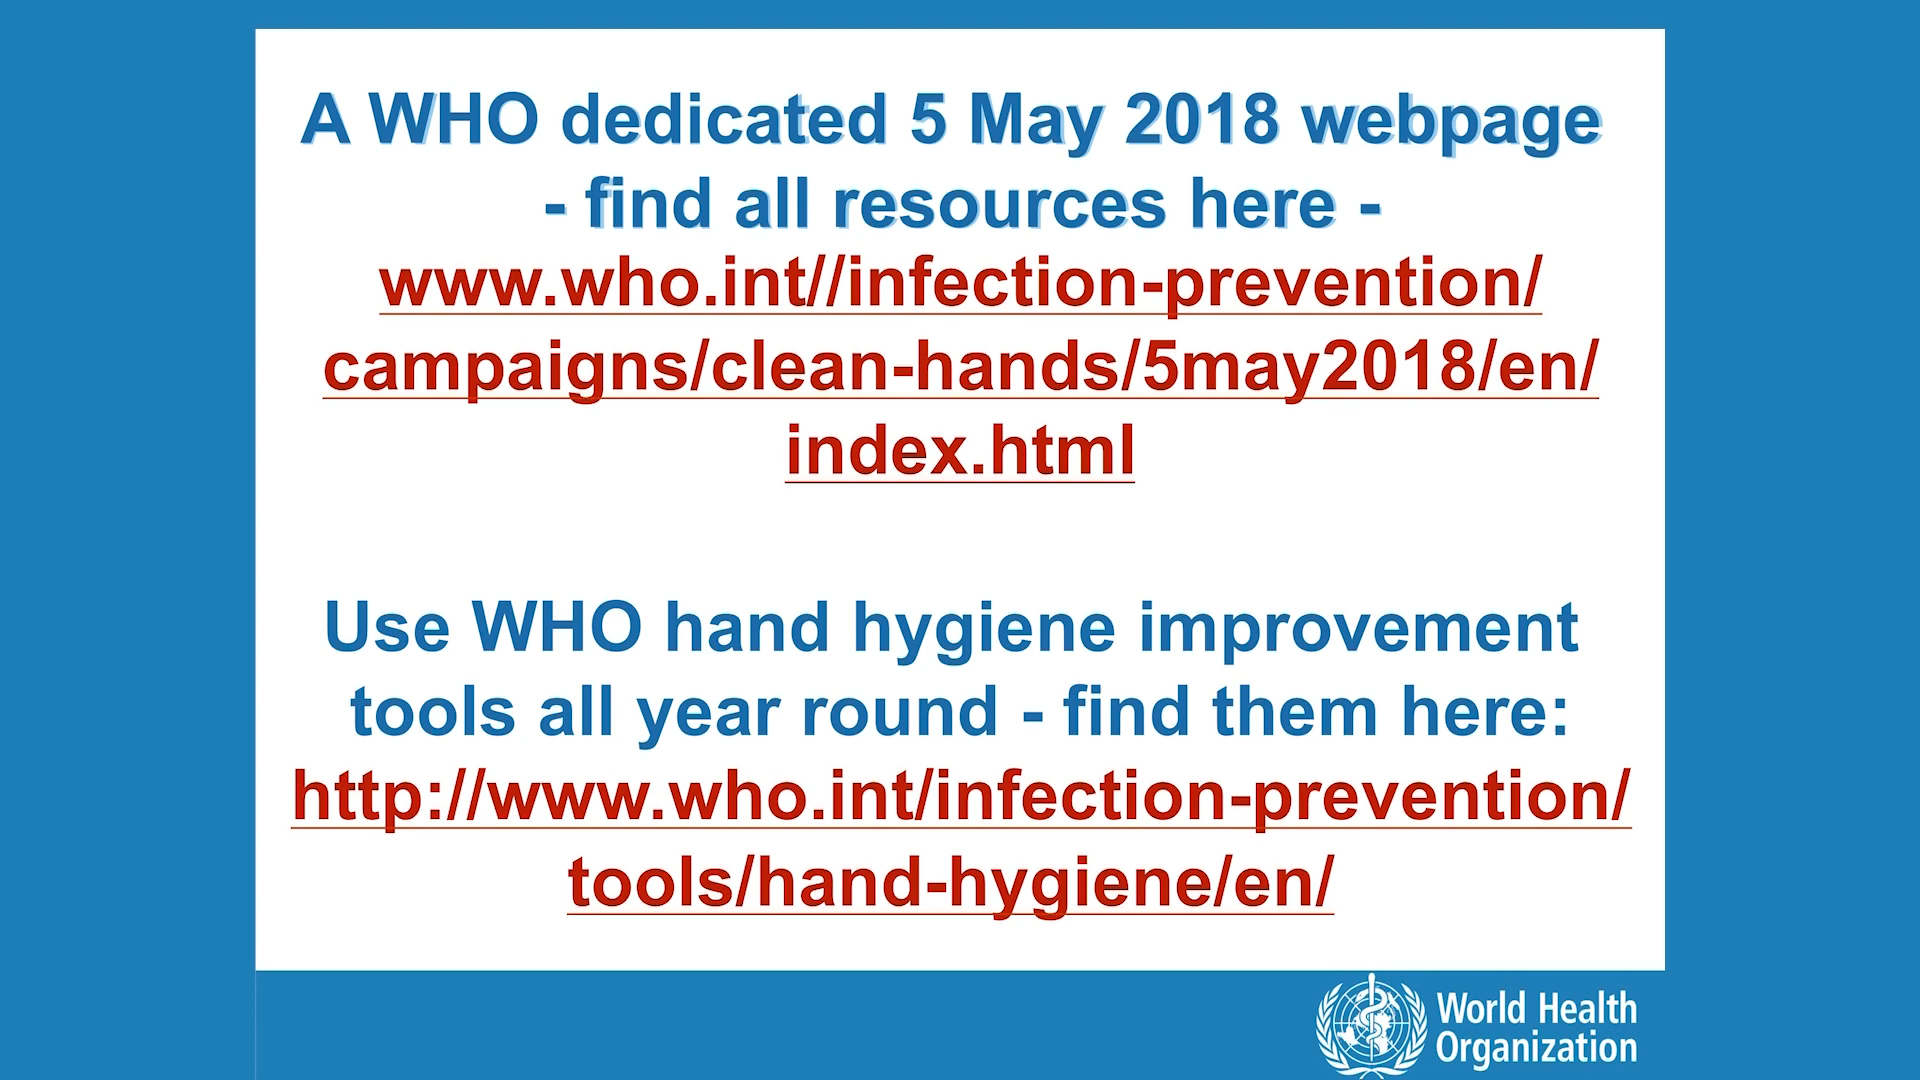 A WHO dedicated 5 May 2018 webpage
- find all resources here -
www.who.int//infection-prevention/
campaigns/clean-hands/5may2018/en/
index.html
Use WHO hand hygiene improvement
tools all year round - find them here:
http://www.who.int/infection-prevention/
tools/hand-hygiene/en/
World Health
Organization